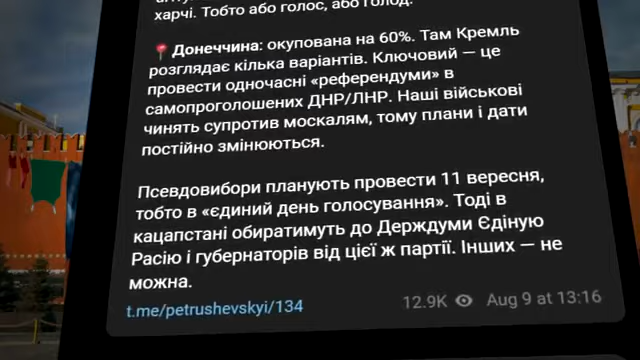 харчі. Тобто або голос, або голод.
📍Донеччина: окупована на 60%. Там Кремль
розглядає кілька варіантів. Ключовий — це
провести одночасні «референдуми» в
самопроголошених ДНР/ЛНР. Наші військові
чинять супротив москалям, тому плани і дати
постійно змінюються.
Псевдовибори планують провести 11 вересня,
тобто в «єдиний день голосування». Тоді в
кацапстані обиратимуть до Держдуми Єдіную
Расію і губернаторів від цієї ж партії. Інших — не
можна.
t.me/petrushevskyi/134
12.9K Aug 9 at 13:16